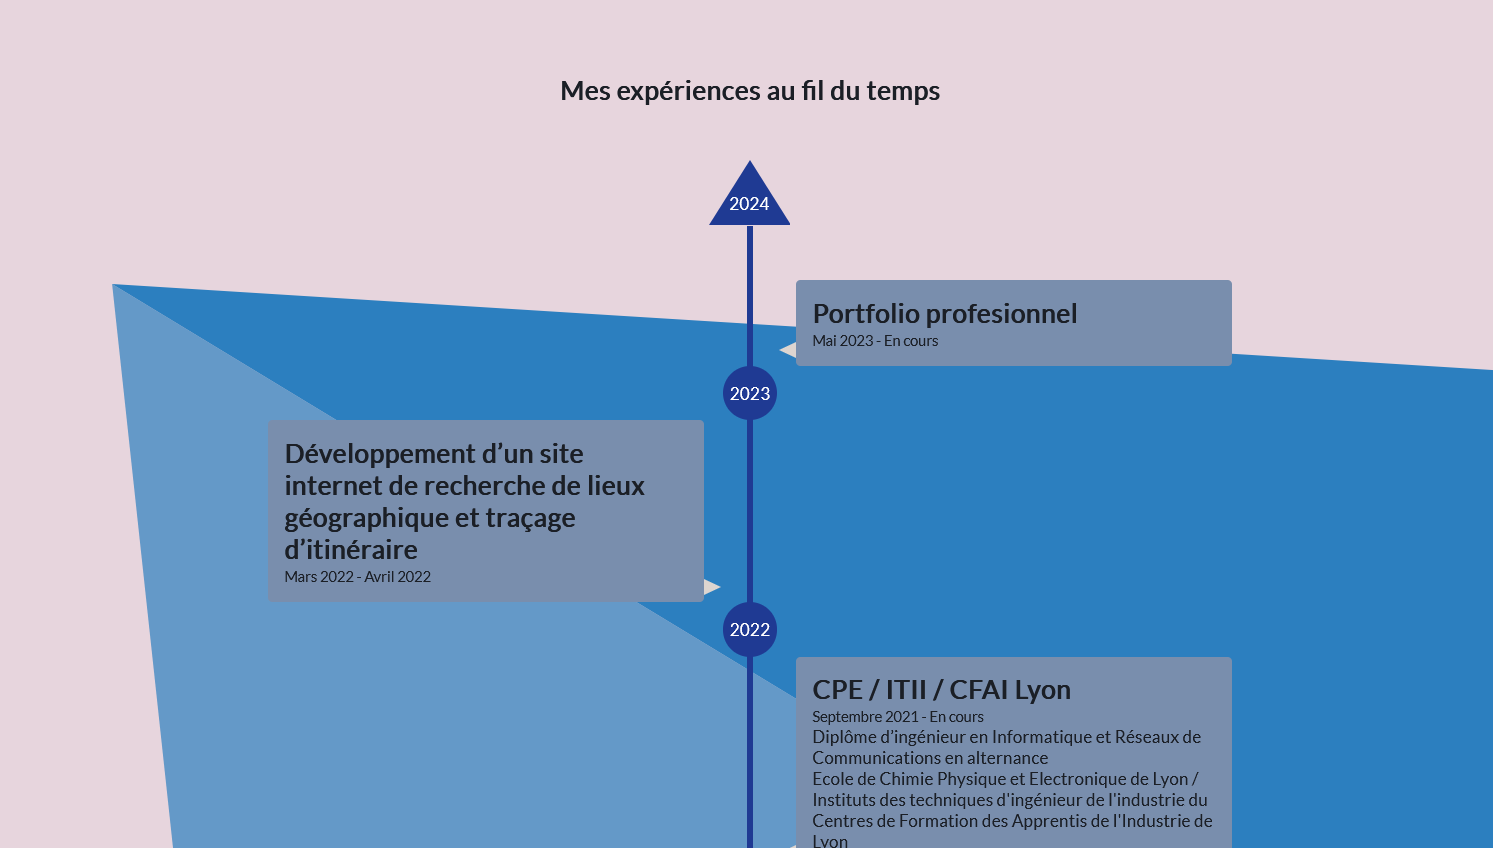 Mes expériences au fil du temps
2024
Portfolio profesionnel
Mai 2023 - En cours
2023
Développement d’un site
internet de recherche de lieux
géographique et traçage
d’itinéraire
Mars 2022 - Avril 2022
2022
CPE / ITII / CFAI Lyon
Septembre 2021 - En cours
Diplôme d’ingénieur en Informatique et Réseaux de
Communications en alternance
Ecole de Chimie Physique et Electronique de Lyon /
Instituts des techniques d'ingénieur de l'industrie du
Centres de Formation des Apprentis de l'Industrie de
Lyon